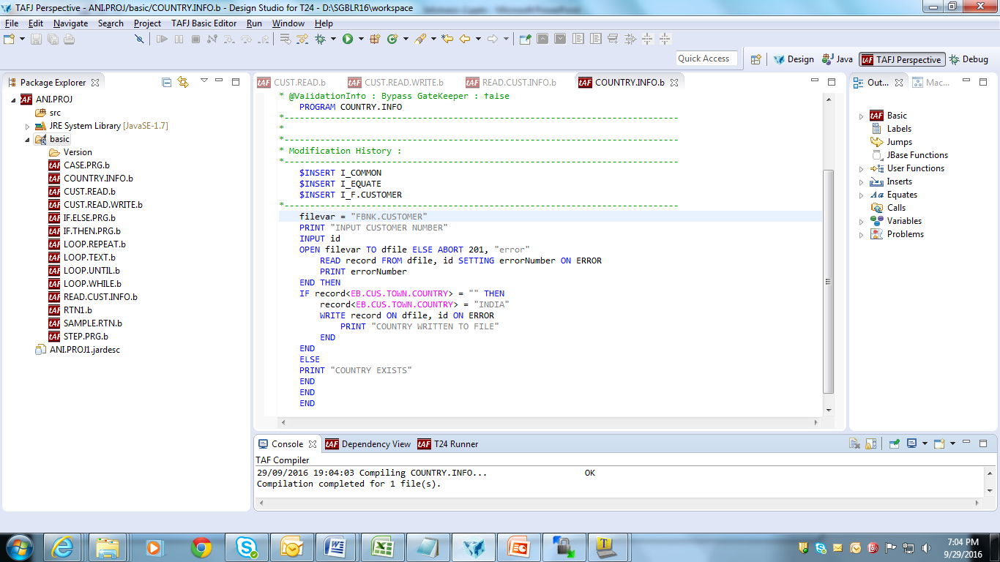 TAFJ Perspective - ANI.PROJ/basic/COUNTRY.INFO.b - Design Studio for T24 - D:\SGBLR16\workspace
File Edit Navigate Search Project TAFJ Basic Editor Run Window Help
Quick Access
Design
Java
TAFJ Perspective
Debug
Package Explorer
ANI.PROJ
src
JRE System Library [JavaSE-1.7]
basic
Version
CASE.PRG.b
COUNTRY.INFO.b
CUST.READ.b
CUST.READ.WRITE.b
IF.ELSE.PRG.b
IF.THEN.PRG.b
LOOP.REPEAT.b
LOOP.TEXT.b
LOOP.UNTIL.b
LOOP.WHILE.b
READ.CUST.INFO.b
RTN1.b
SAMPLE.RTN.b
STEP.PRG.b
ANI.PROJ1.jardesc
CUST.READ.b
CUST.READ.WRITE.b
READ.CUST.INFO.b
COUNTRY.INFO.b
* @ValidationInfo : Bypass GateKeeper : false
PROGRAM COUNTRY.INFO
*-----------------------------------------------------------------------------
*
*-----------------------------------------------------------------------------
* Modification History :
*-----------------------------------------------------------------------------
$INSERT I_COMMON
$INSERT I_EQUATE
$INSERT I_F.CUSTOMER
*-----------------------------------------------------------------------------
filevar = "FBNK.CUSTOMER"
PRINT "INPUT CUSTOMER NUMBER"
INPUT id
OPEN filevar TO dfile ELSE ABORT 201, "error"
READ record FROM dfile, id SETTING errorNumber ON ERROR
PRINT errorNumber
END THEN
IF record<EB.CUS.TOWN.COUNTRY> = "" THEN
record<EB.CUS.TOWN.COUNTRY> = "INDIA"
WRITE record ON dfile, id ON ERROR
PRINT "COUNTRY WRITTEN TO FILE"
END
END
ELSE
PRINT "COUNTRY EXISTS"
END
END
END
Out...
Mac...
Basic
Labels
Jumps
JBase Functions
User Functions
Inserts
Equates
Calls
Variables
Problems
Console
Dependency View
T24 Runner
TAF Compiler
29/09/2016 19:04:03 Compiling COUNTRY.INFO... OK
Compilation completed for 1 file(s).
7:04 PM
9/29/2016